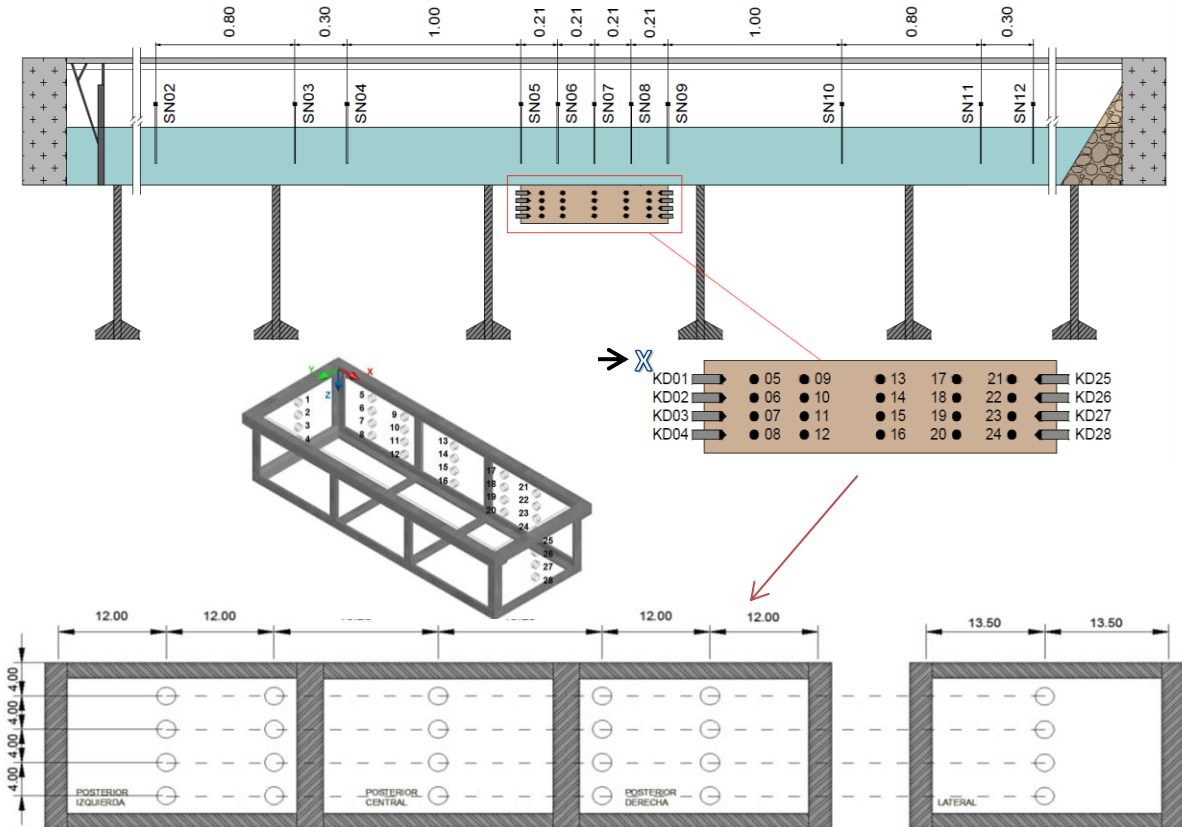 0.80
0.30
1.00
0.21
0.21
0.21
0.21
1.00
0.80
0.30
SN02
SN03
SN04
SN05
SN06
SN07
SN08
SN09
SN10
SN11
SN12
X
KD01 05 09 13 17 21 KD25
KD02 06 10 14 18 22 KD26
KD03 07 11 15 19 23 KD27
KD04 08 12 16 20 24 KD28
Y X
Z
1
2
3
4
5
6
7
8
9
10
11
12
13
14
15
16
17
18
19
20
21
22
23
24
25
26
27
28
12.00 12.00 12.00 12.00 13.50 13.50
4.00
4.00
4.00
4.00
POSTERIOR
IZQUIERDA
POSTERIOR
CENTRAL
POSTERIOR
DERECHA
LATERAL